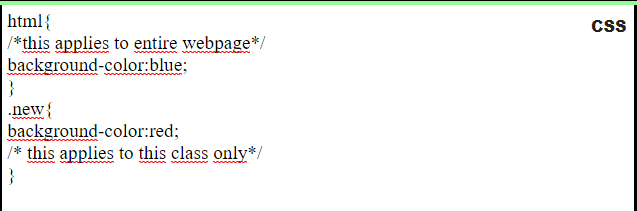 html{
CSS
/*this applies to entire webpage*/
background-color:blue;
}
.new{
background-color:red;
/* this applies to this class only*/
}